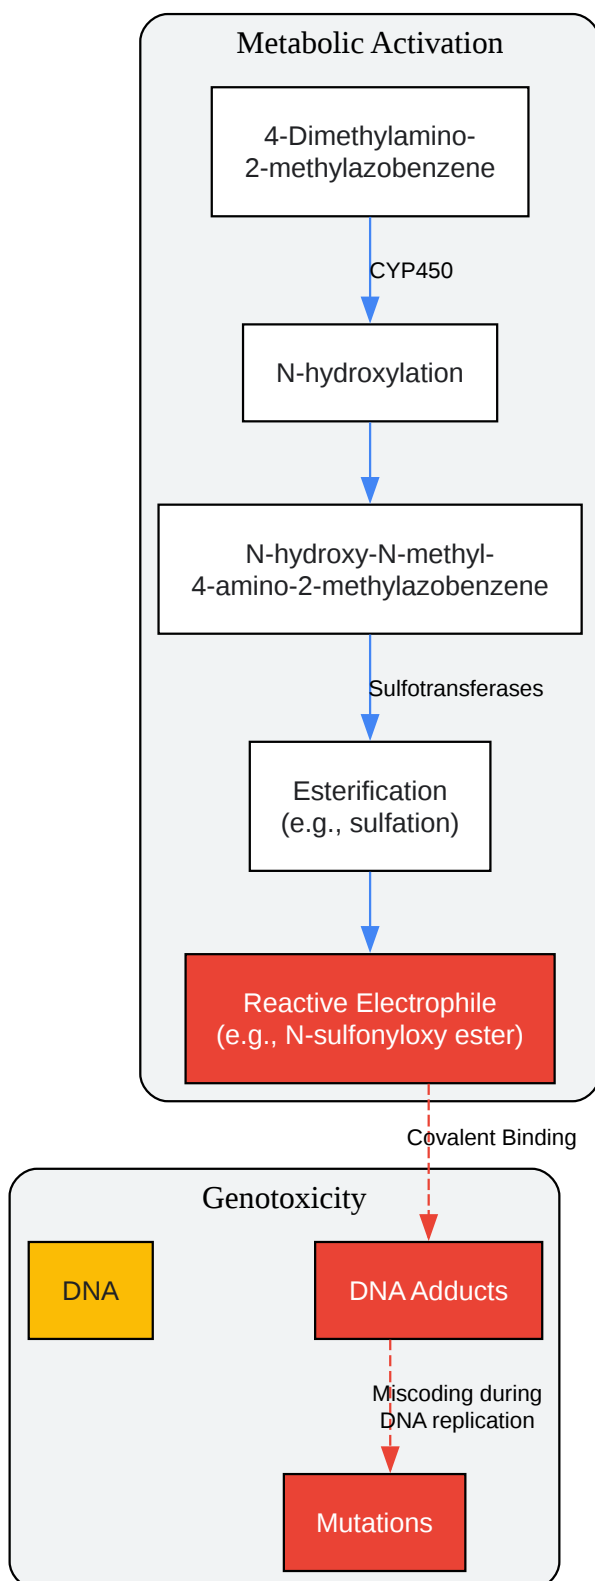 Metabolic Activation
4-Dimethylamino-
2-methylazobenzene
CYP450
N-hydroxylation
N-hydroxy-N-methyl-
4-amino-2-methylazobenzene
Sulfotransferases
Esterification
(e.g., sulfation)
Reactive Electrophile
(e.g., N-sulfonyloxy ester)
Covalent Binding
Genotoxicity
DNA
DNA Adducts
Miscoding during
DNA replication
Mutations